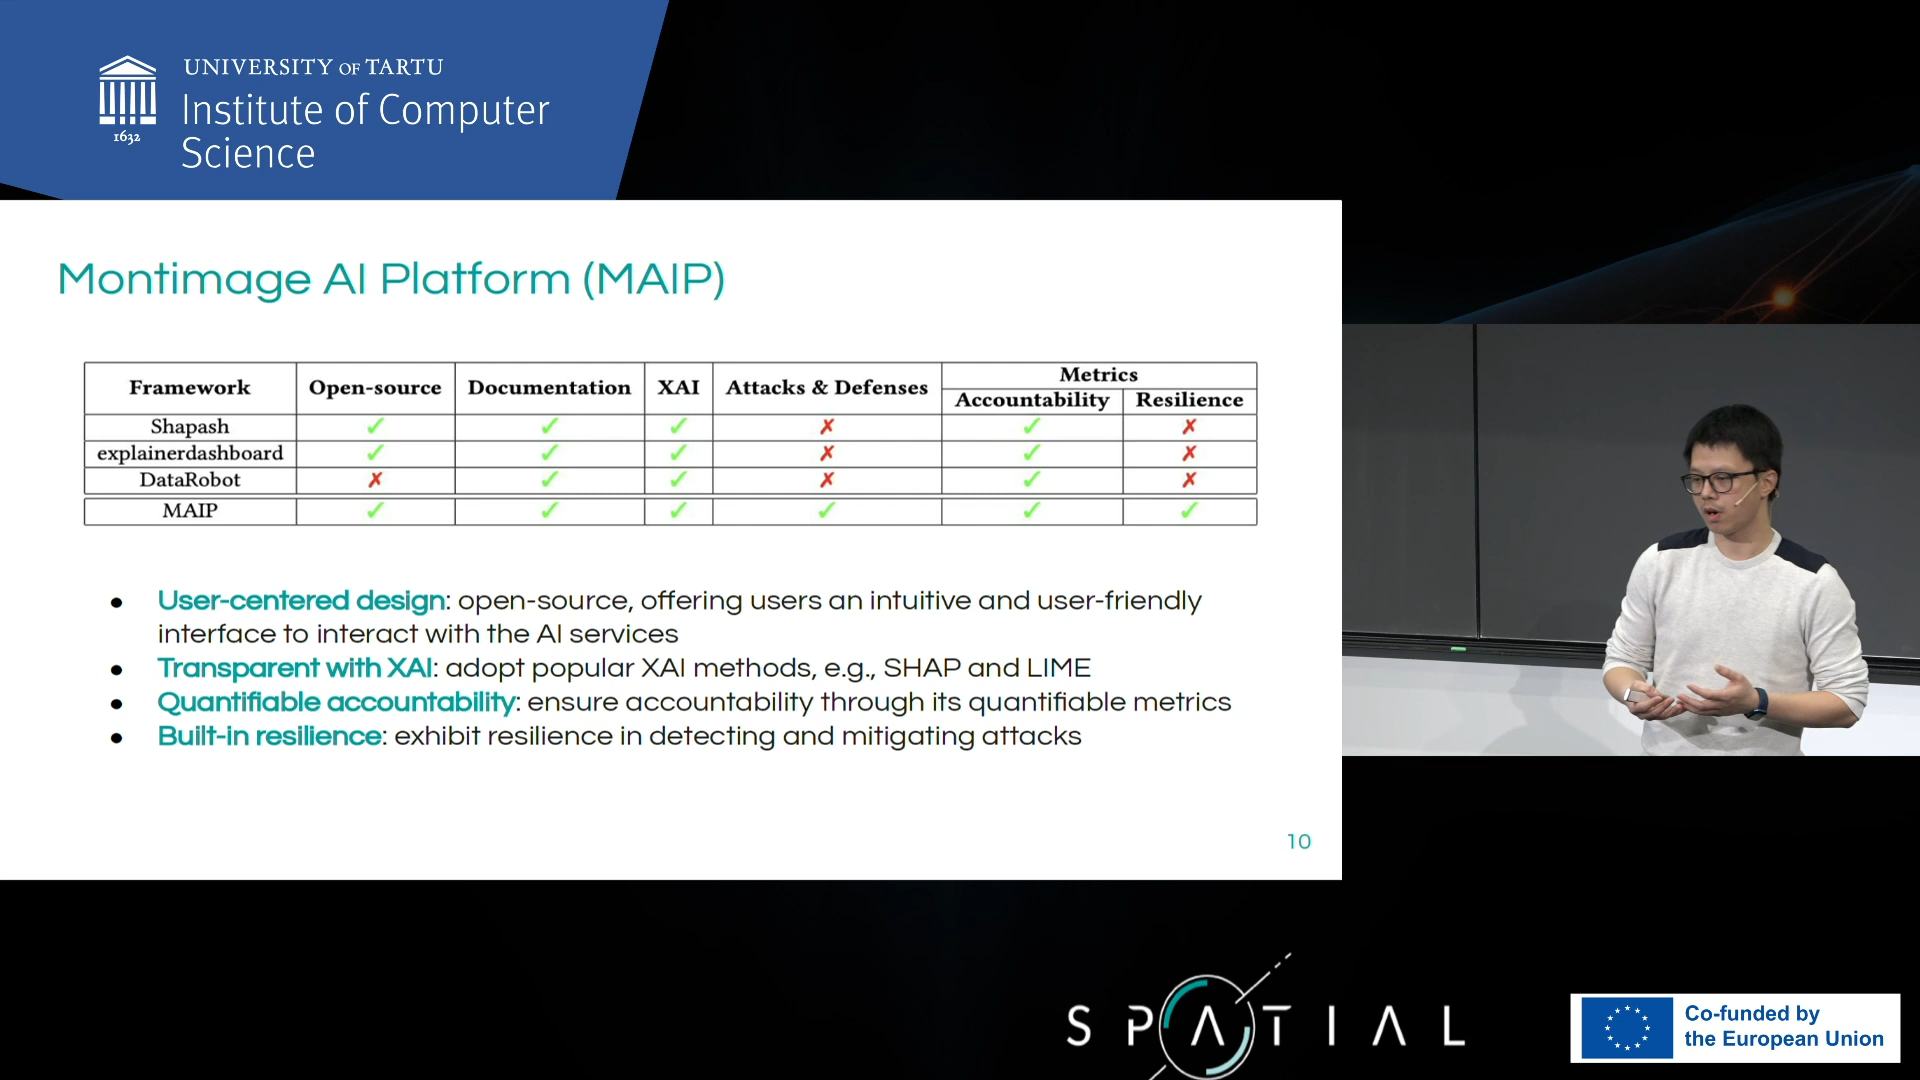 UNIVERSITY OF TARTU
Institute of Computer
Science
1632
Montimage AI Platform (MAIP)
Framework Open-source Documentation XAI Attacks & Defenses Metrics
Accountability Resilience
Shapash ✓ ✓ ✓ ✗ ✓ ✗
explainerdashboard ✓ ✓ ✓ ✗ ✓ ✗
DataRobot ✗ ✓ ✓ ✗ ✓ ✗
MAIP ✓ ✓ ✓ ✓ ✓ ✓
● User-centered design: open-source, offering users an intuitive and user-friendly
interface to interact with the AI services
● Transparent with XAI: adopt popular XAI methods, e.g., SHAP and LIME
● Quantifiable accountability: ensure accountability through its quantifiable metrics
● Built-in resilience: exhibit resilience in detecting and mitigating attacks
10
SPATIAL
Co-funded by
the European Union